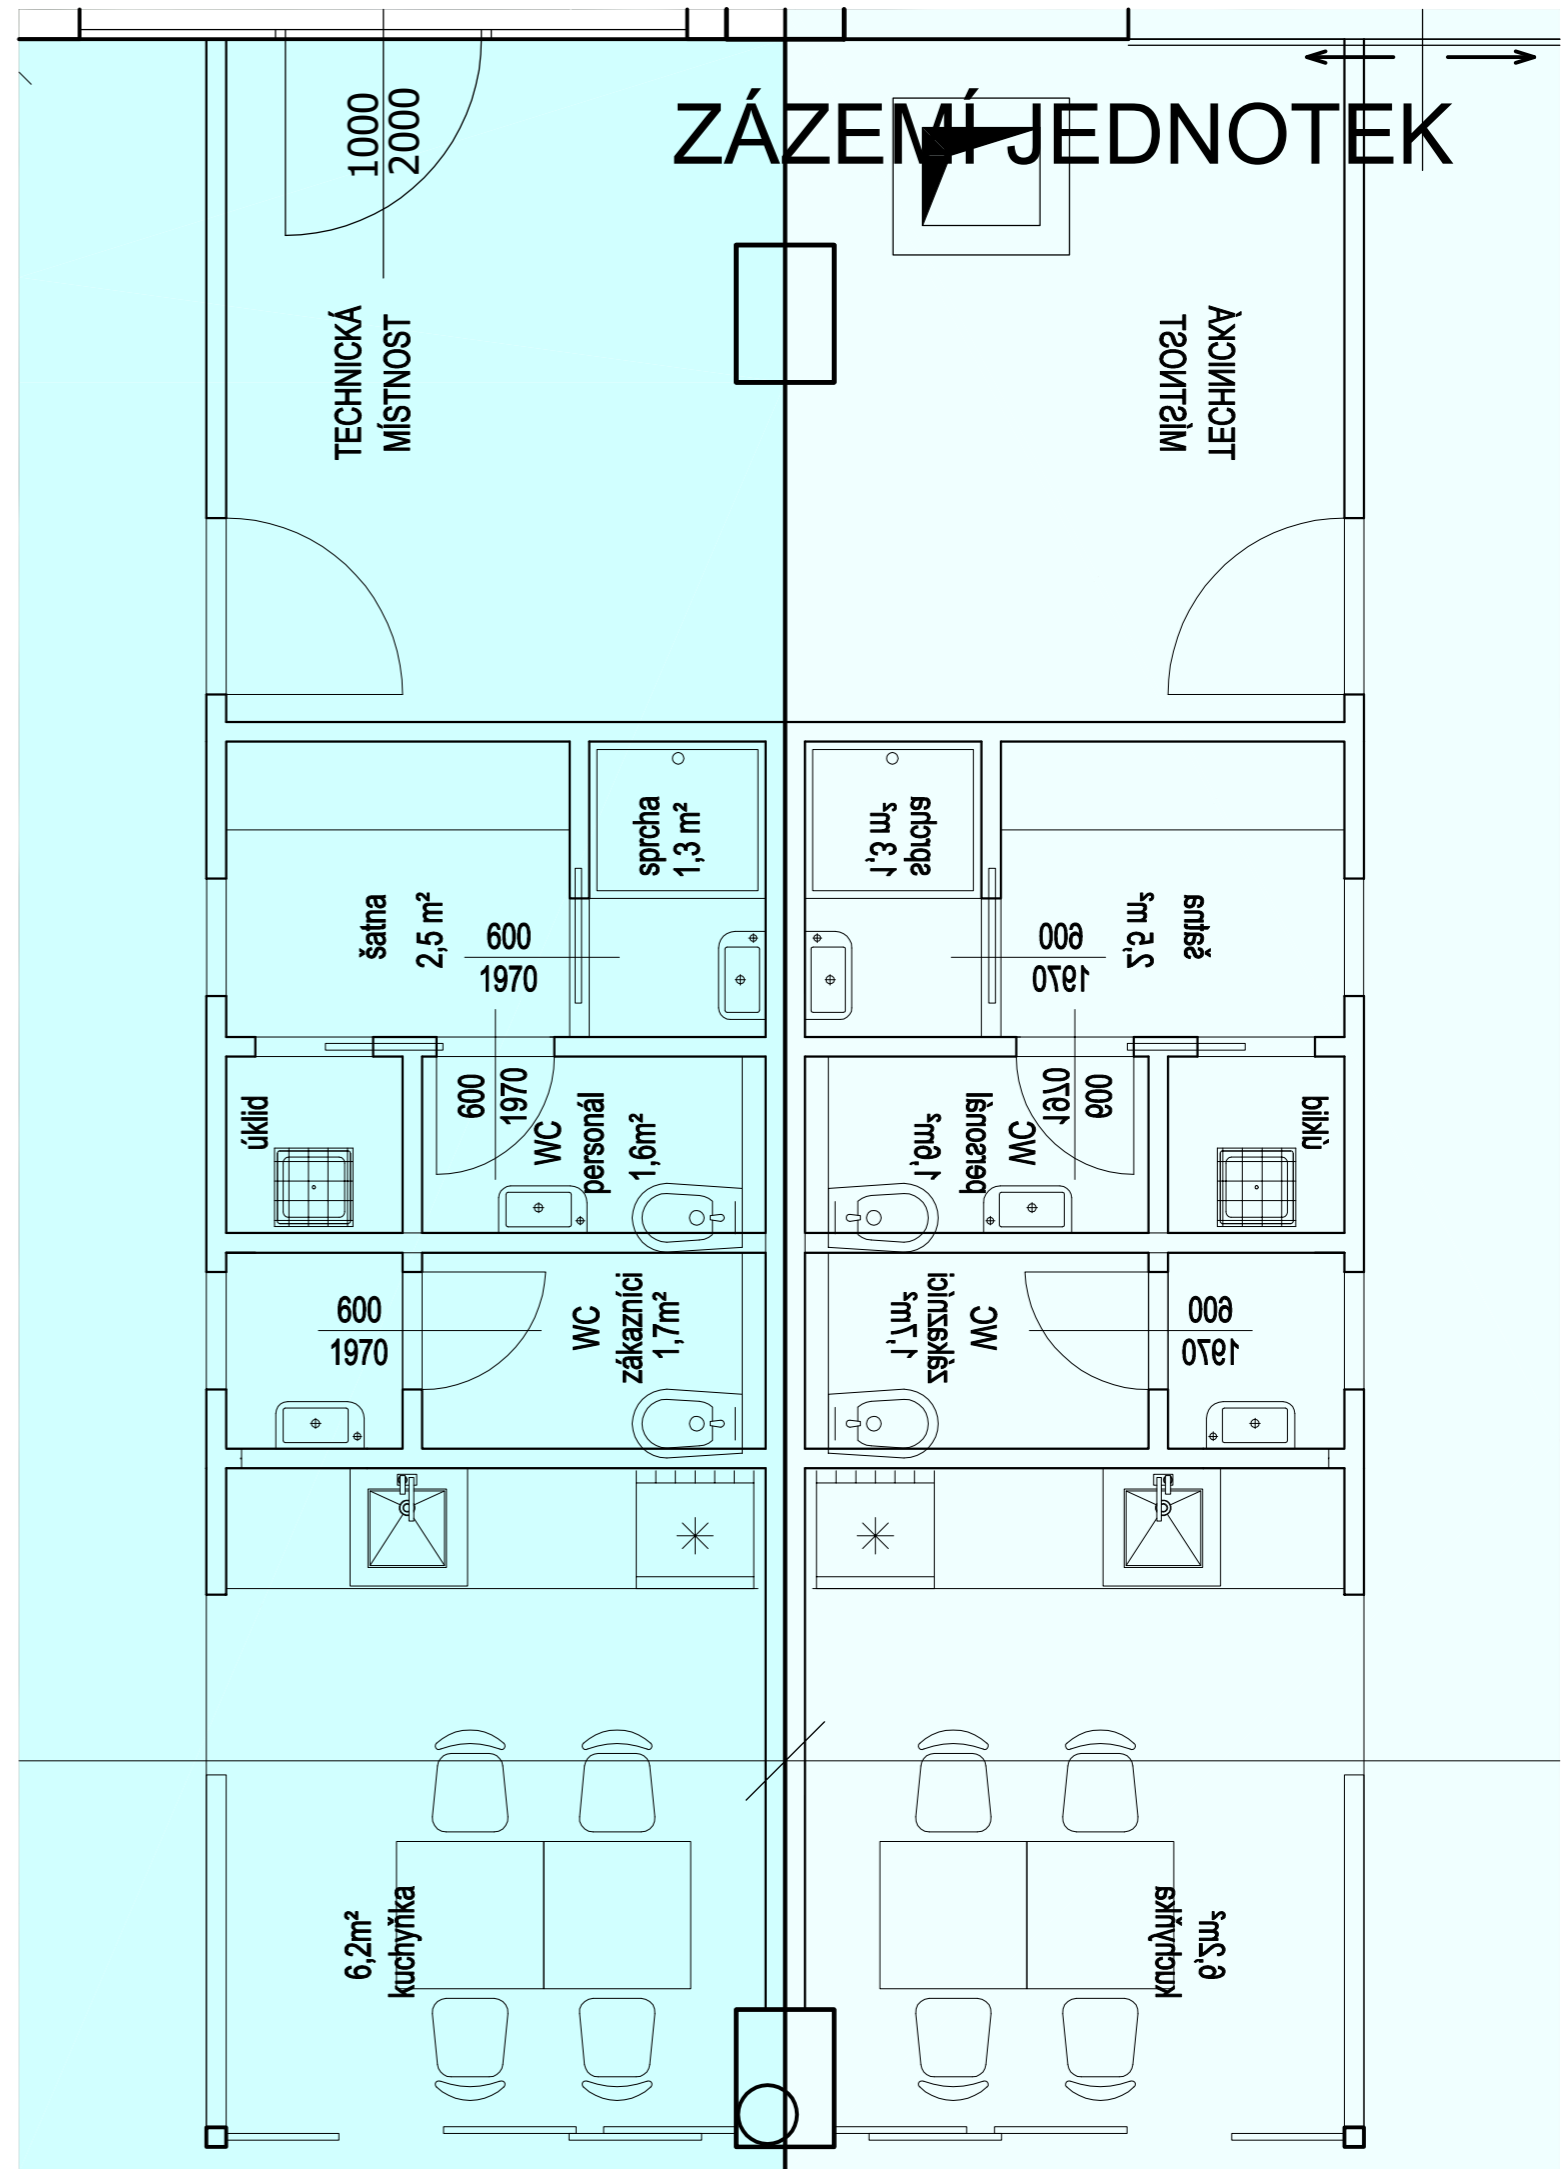 ZÁZEMÍ JEDNOTEK
1000
2000
TECHNICKÁ
MÍSTNOST
TECHNICKÁ
MÍSTNOST
sprcha
1,3 m²
sprcha
1,3 m²
šatna
2,5 m²
600
1970
600
1970
šatna
2,5 m²
úklid
600
1970
WC
personál
1,6m²
WC
personál
1,6m²
600
1970
úklid
600
1970
WC
zákazníci
1,7m²
WC
zákazníci
1,7m²
600
1970
6,2m²
kuchyňka
kuchyňka
6,2m²